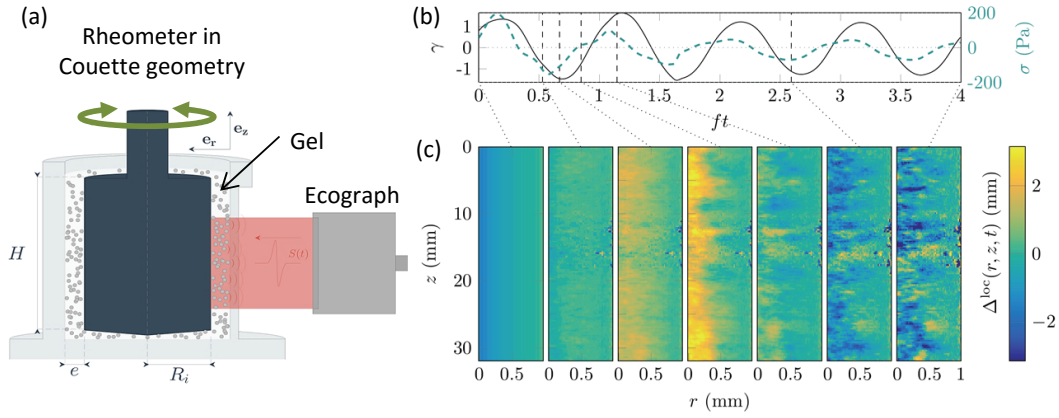 (a)
Rheometer in
Couette geometry
e_z
e_r
Gel
Ecograph
H
S(t)
e
R_i
(b)
γ
1
0
-1
200
0
-200
σ (Pa)
0 0.5 1 1.5 2 2.5 3 3.5 4
ft
(c)
0
10
20
30
z (mm)
0 0.5 0 0.5 0 0.5 0 0.5 0 0.5 0 0.5 0 0.5 1
r (mm)
2
0
−2
Δ^loc(r, z, t) (mm)